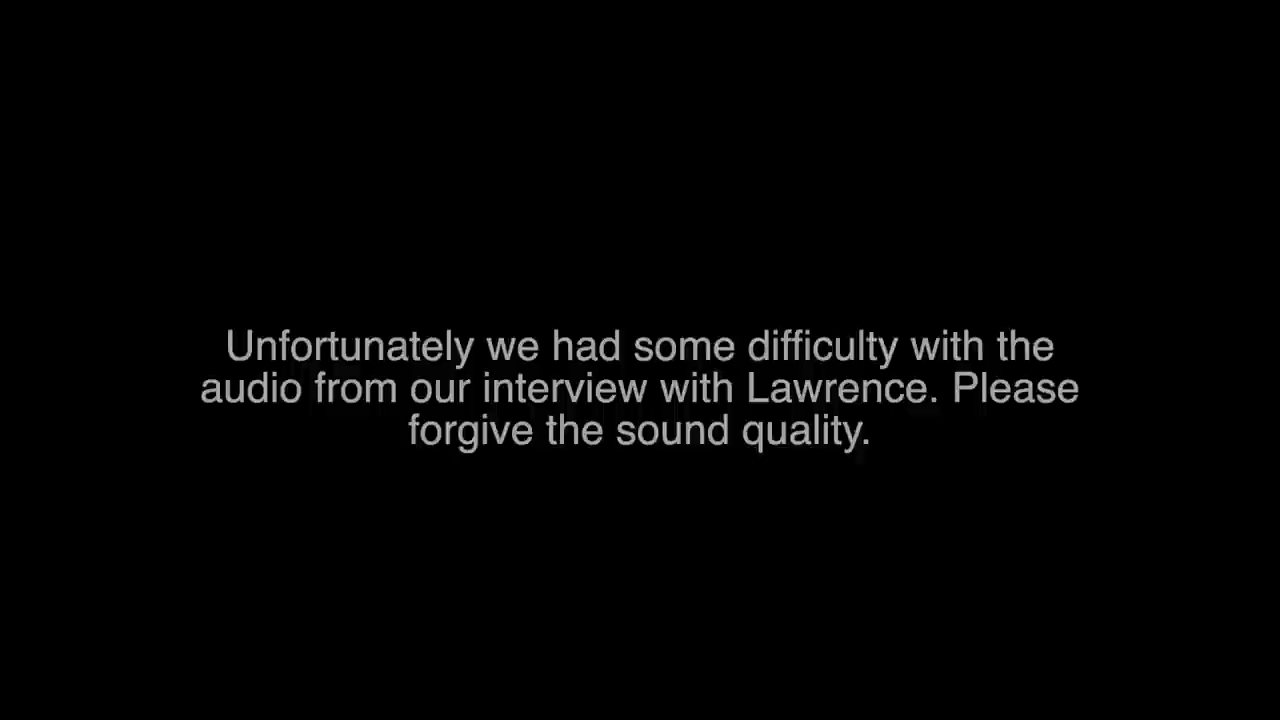 Unfortunately we had some difficulty with the
audio from our interview with Lawrence. Please
forgive the sound quality.